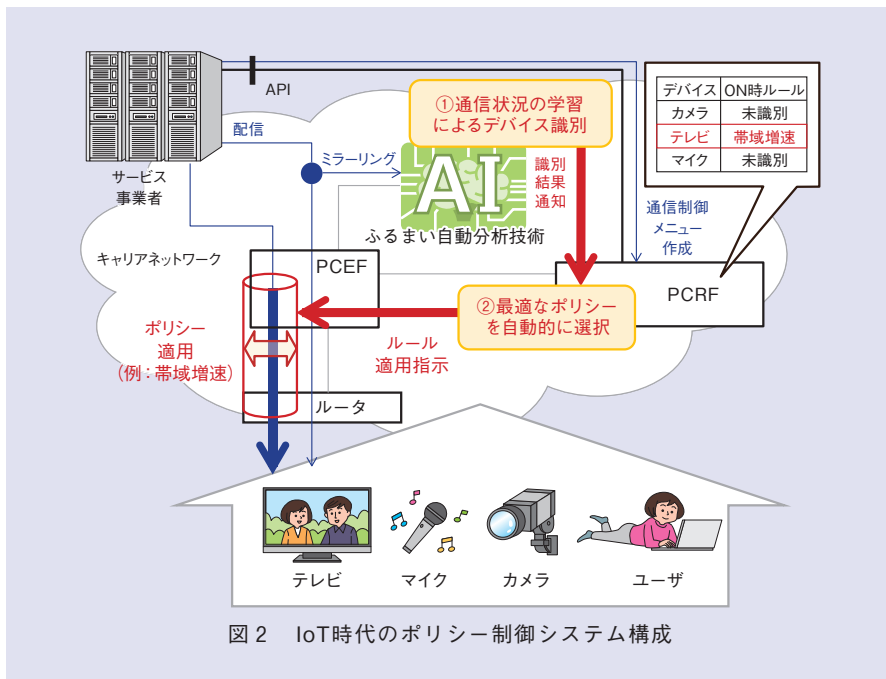 API
デバイス ON時ルール
カメラ 未識別
テレビ 帯域増速
マイク 未識別
①通信状況の学習
によるデバイス識別
配信
ミラーリング
AI
識別
結果
通知
サービス
事業者
ふるまい自動分析技術
通信制御
メニュー
作成
キャリアネットワーク
PCEF
PCRF
②最適なポリシー
を自動的に選択
ポリシー
適用
(例:帯域増速)
ルール
適用指示
ルータ
テレビ
マイク
カメラ
ユーザ
図2 IoT時代のポリシー制御システム構成